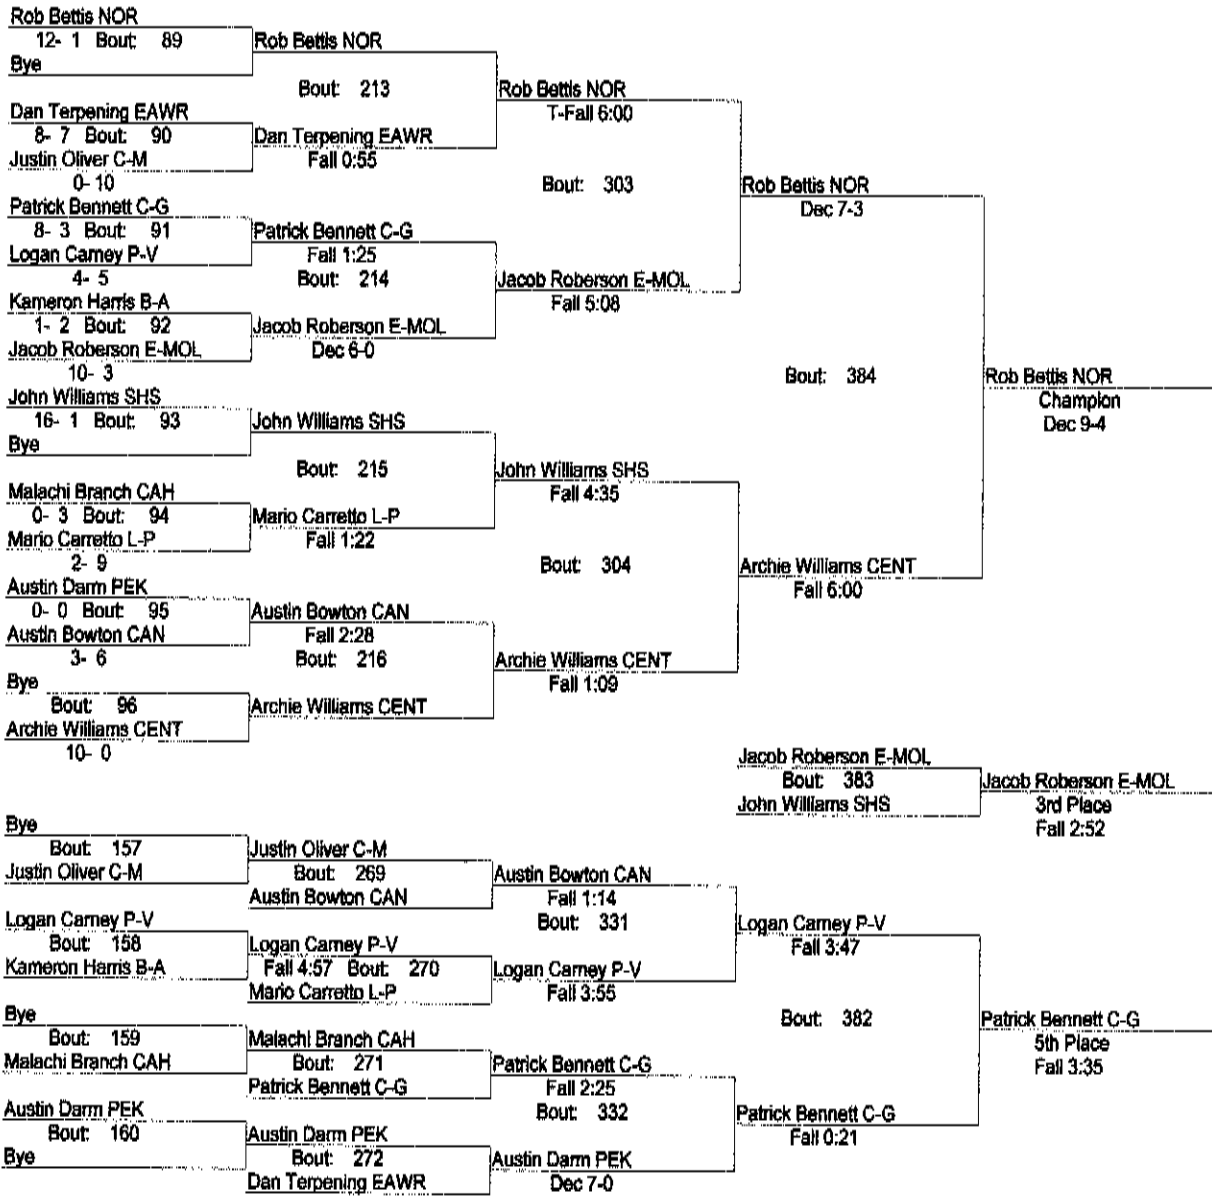 Rob Bettis NOR
12- 1 Bout: 89
Bye
Rob Bettis NOR
Bout: 213
Dan Terpening EAWR
8- 7 Bout: 90
Justin Oliver C-M
0- 10
Dan Terpening EAWR
Fall 0:55
Rob Bettis NOR
T-Fall 6:00
Bout: 303
Patrick Bennett C-G
8- 3 Bout: 91
Logan Carney P-V
4- 5
Patrick Bennett C-G
Fall 1:25
Bout: 214
Kameron Harris B-A
1- 2 Bout: 92
Jacob Roberson E-MOL
10- 3
Jacob Roberson E-MOL
Dec 6-0
Jacob Roberson E-MOL
Fall 5:08
Rob Bettis NOR
Dec 7-3
Bout: 384
Rob Bettis NOR
Champion
Dec 9-4
John Williams SHS
16- 1 Bout: 93
Bye
John Williams SHS
Bout: 215
Malachi Branch CAH
0- 3 Bout: 94
Mario Carretto L-P
2- 9
Mario Carretto L-P
Fall 1:22
John Williams SHS
Fall 4:35
Bout: 304
Austin Darm PEK
0- 0 Bout: 95
Austin Bowton CAN
3- 6
Austin Bowton CAN
Fall 2:28
Bout: 216
Bye
Bout: 96
Archie Williams CENT
10- 0
Archie Williams CENT
Archie Williams CENT
Fall 1:09
Archie Williams CENT
Fall 6:00
Jacob Roberson E-MOL
Bout: 383
John Williams SHS
Jacob Roberson E-MOL
3rd Place
Fall 2:52
Bye
Bout: 157
Justin Oliver C-M
Justin Oliver C-M
Bout: 269
Austin Bowton CAN
Austin Bowton CAN
Fall 1:14
Bout: 331
Logan Carney P-V
Bout: 158
Kameron Harris B-A
Logan Carney P-V
Fall 4:57 Bout: 270
Mario Carretto L-P
Logan Carney P-V
Fall 3:55
Logan Carney P-V
Fall 3:47
Bout: 382
Bye
Bout: 159
Malachi Branch CAH
Malachi Branch CAH
Bout: 271
Patrick Bennett C-G
Patrick Bennett C-G
Fall 2:25
Bout: 332
Austin Darm PEK
Bout: 160
Bye
Austin Darm PEK
Bout: 272
Dan Terpening EAWR
Austin Darm PEK
Dec 7-0
Patrick Bennett C-G
Fall 0:21
Patrick Bennett C-G
5th Place
Fall 3:35